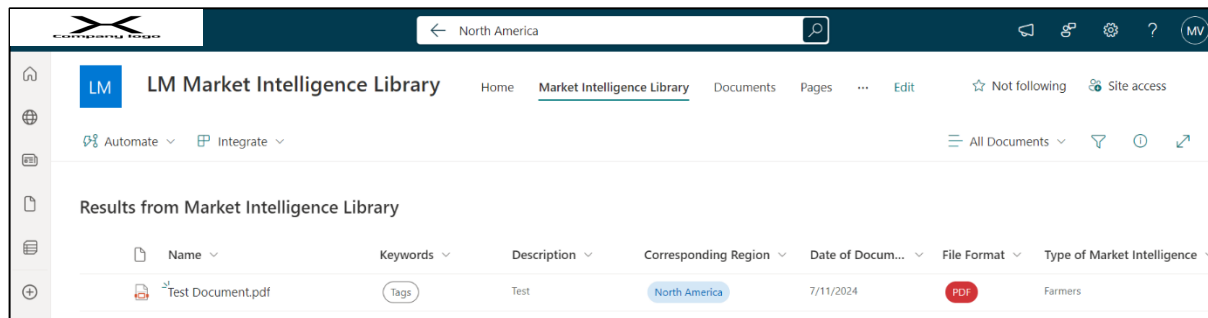 company logo
North America
?
MV
LM
LM Market Intelligence Library
Home
Market Intelligence Library
Documents
Pages
...
Edit
Not following
Site access
Automate
Integrate
All Documents
Results from Market Intelligence Library
Name
Keywords
Description
Corresponding Region
Date of Docum...
File Format
Type of Market Intelligence
Test Document.pdf
Tags
Test
North America
7/11/2024
PDF
Farmers